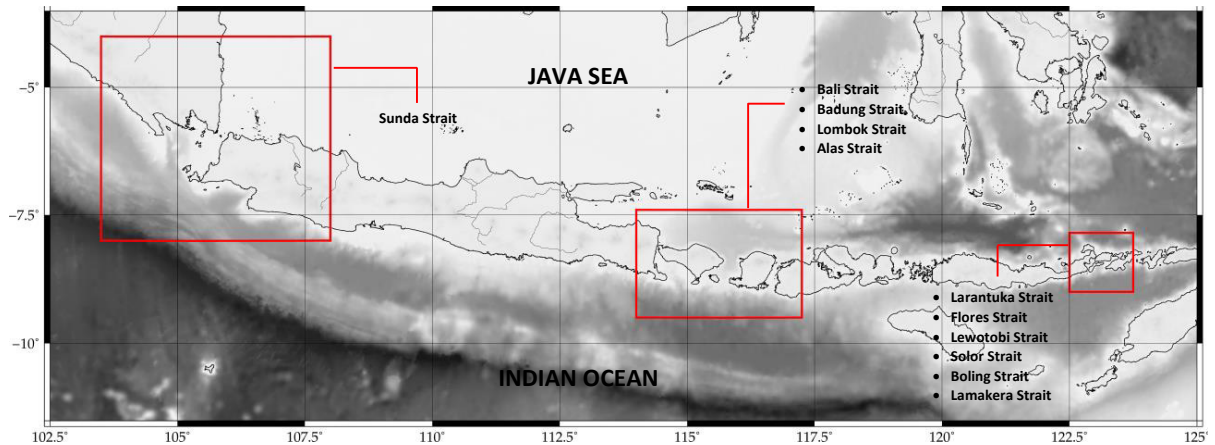 JAVA SEA
Sunda Strait
• Bali Strait
• Badung Strait
• Lombok Strait
• Alas Strait
• Larantuka Strait
• Flores Strait
• Lewotobi Strait
• Solor Strait
• Boling Strait
• Lamakera Strait
INDIAN OCEAN
−5°
−7.5°
−10°
102.5° 105° 107.5° 110° 112.5° 115° 117.5° 120° 122.5° 125°